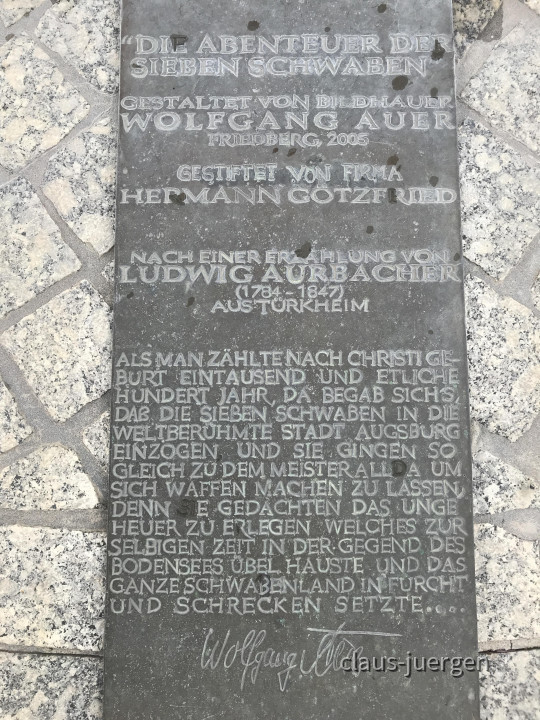 "DIE ABENTEUER DER
SIEBEN SCHWABEN"
GESTALTET VON BILDHAUER
WOLFGANG AUER
FRIEDBERG, 2005
GESTIFTET VON FIRMA
HERMANN GOTZFRIED
NACH EINER ERZÄHLUNG VON
LUDWIG AURBACHER
(1784-1847)
AUS TÜRKHEIM
ALS MAN ZÄHLTE NACH CHRISTI GE-
BURT EINTAUSEND UND ETLICHE
HUNDERT JAHR, DA BEGAB SICH'S,
DAß DIE SIEBEN SCHWABEN IN DIE
WELTBERÜHMTE STADT AUGSBURG
EINZOGEN UND SIE GINGEN SO
GLEICH ZU DEM MEISTER ALLDA UM
SICH WAFFEN MACHEN ZU LASSEN,
DENN SIE GEDACHTEN DAS UNGE
HEUER ZU ERLEGEN WELCHES ZUR
SELBIGEN ZEIT IN DER GEGEND DES
BODENSEES ÜBEL HAUSTE UND DAS
GANZE SCHWABENLAND IN FURCHT
UND SCHRECKEN SETZTE....
Wolfgang Auer
claus-juergen